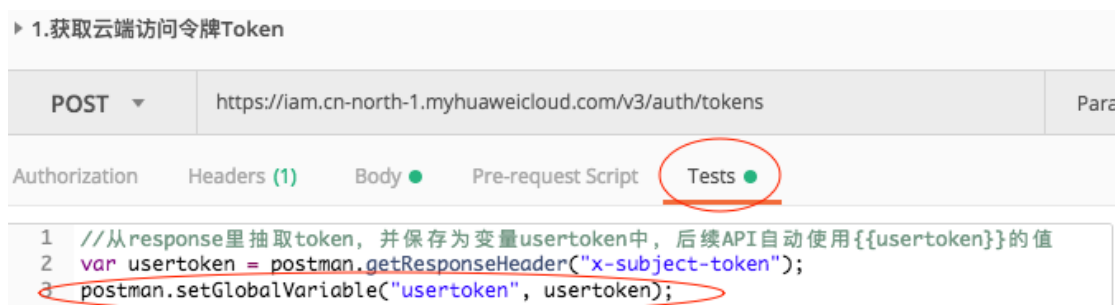 1.获取云端访问令牌Token
POST https://iam.cn-north-1.myhuaweicloud.com/v3/auth/tokens Para
Authorization Headers (1) Body Pre-request Script Tests
1 //从response里抽取token，并保存为变量usertoken中，后续API自动使用{{usertoken}}的值
2 var usertoken = postman.getResponseHeader("x-subject-token");
3 postman.setGlobalVariable("usertoken", usertoken);